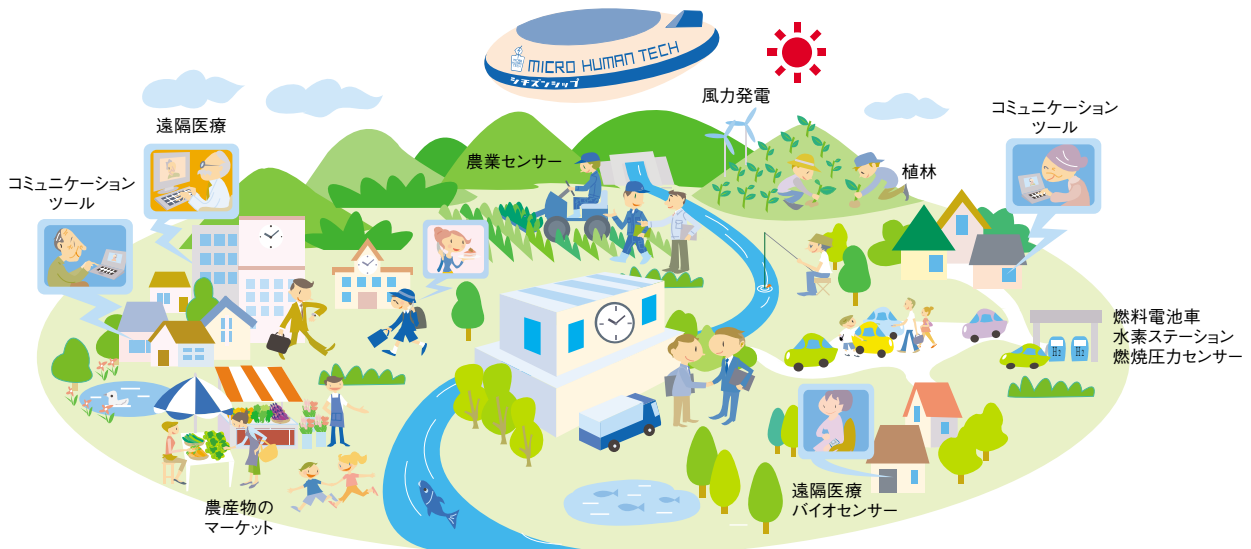 MICRO HUMAN TECH
シチズンシップ
風力発電
コミュニケーション
ツール
遠隔医療
農業センサー
植林
コミュニケーション
ツール
燃料電池車
水素ステーション
燃焼圧力センサー
H2
H2
遠隔医療
バイオセンサー
農産物の
マーケット